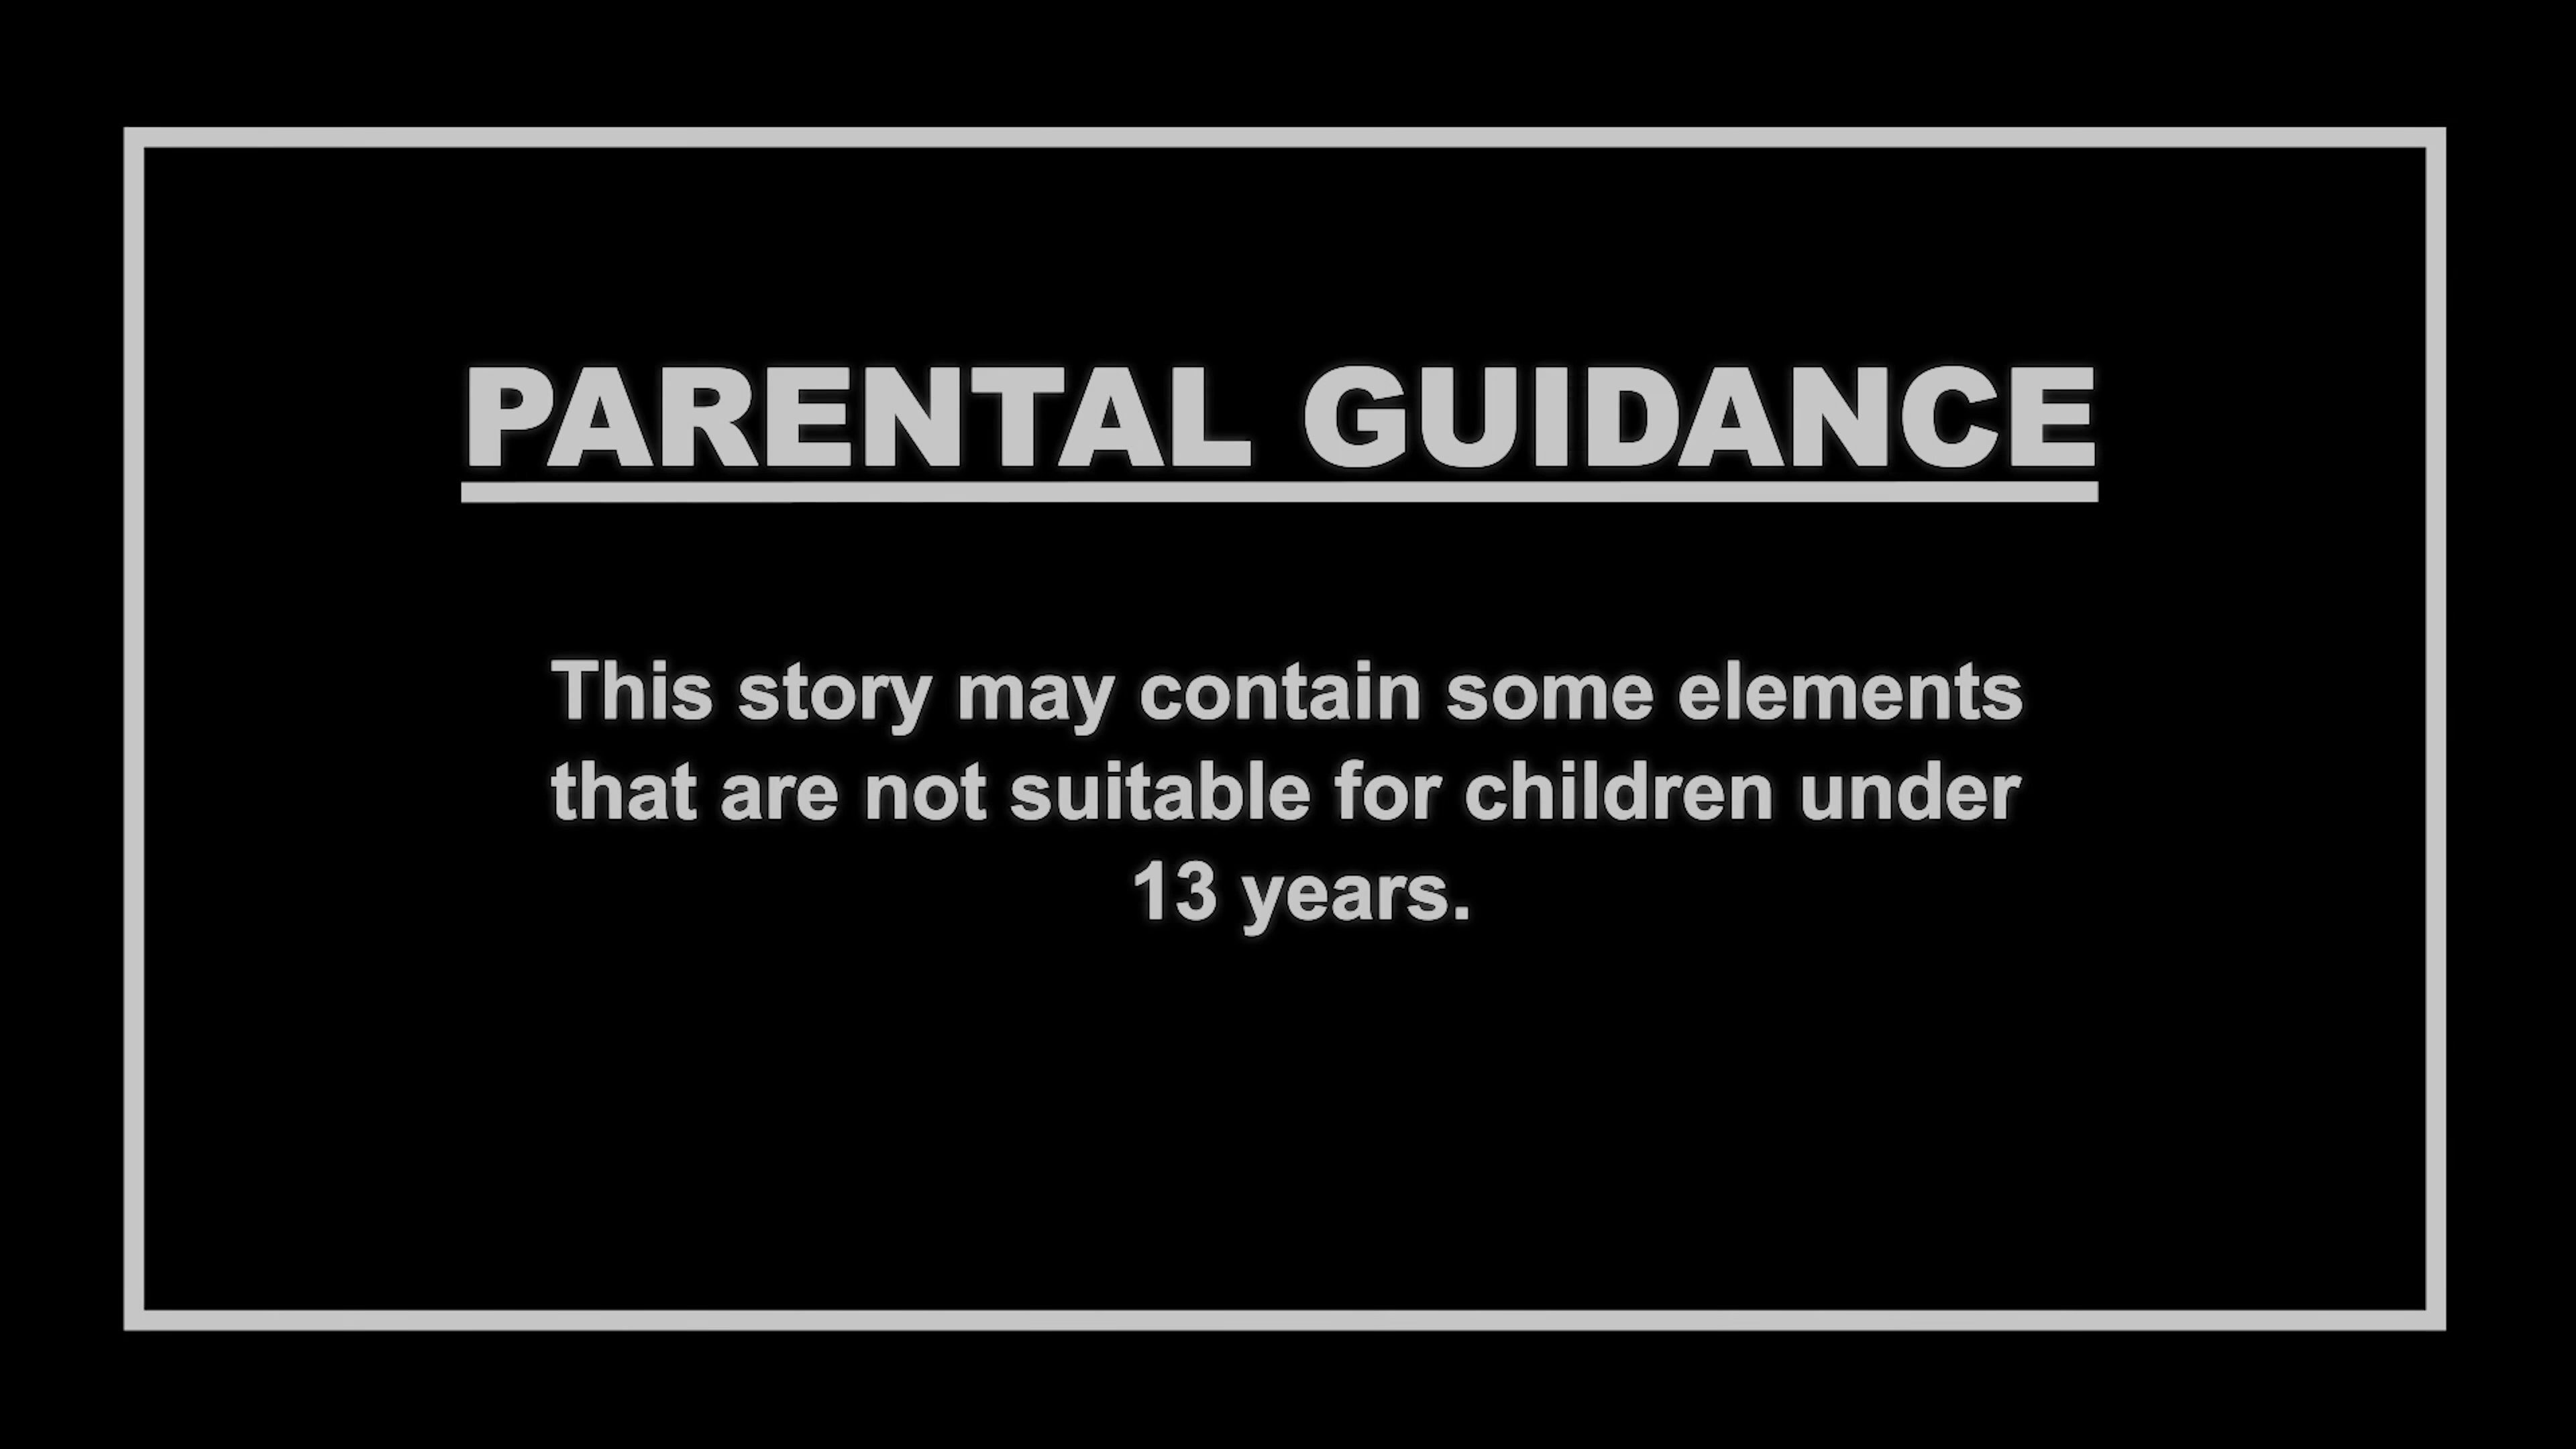 PARENTAL GUIDANCE
This story may contain some elements
that are not suitable for children under
13 years.